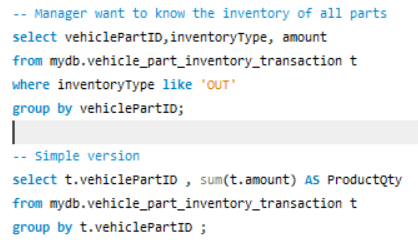 -- Manager want to know the inventory of all parts
select vehiclePartID,inventoryType, amount
from mydb.vehicle_part_inventory_transaction t
where inventoryType like 'OUT'
group by vehiclePartID;
-- Simple version
select t.vehiclePartID , sum(t.amount) AS ProductQty
from mydb.vehicle_part_inventory_transaction t
group by t.vehiclePartID ;